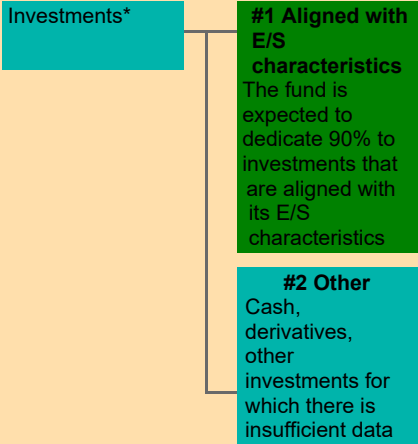 Investments*
#1 Aligned with
E/S
characteristics
The fund is
expected to
dedicate 90% to
investments that
are aligned with
its E/S
characteristics
#2 Other
Cash,
derivatives,
other
investments for
which there is
insufficient data